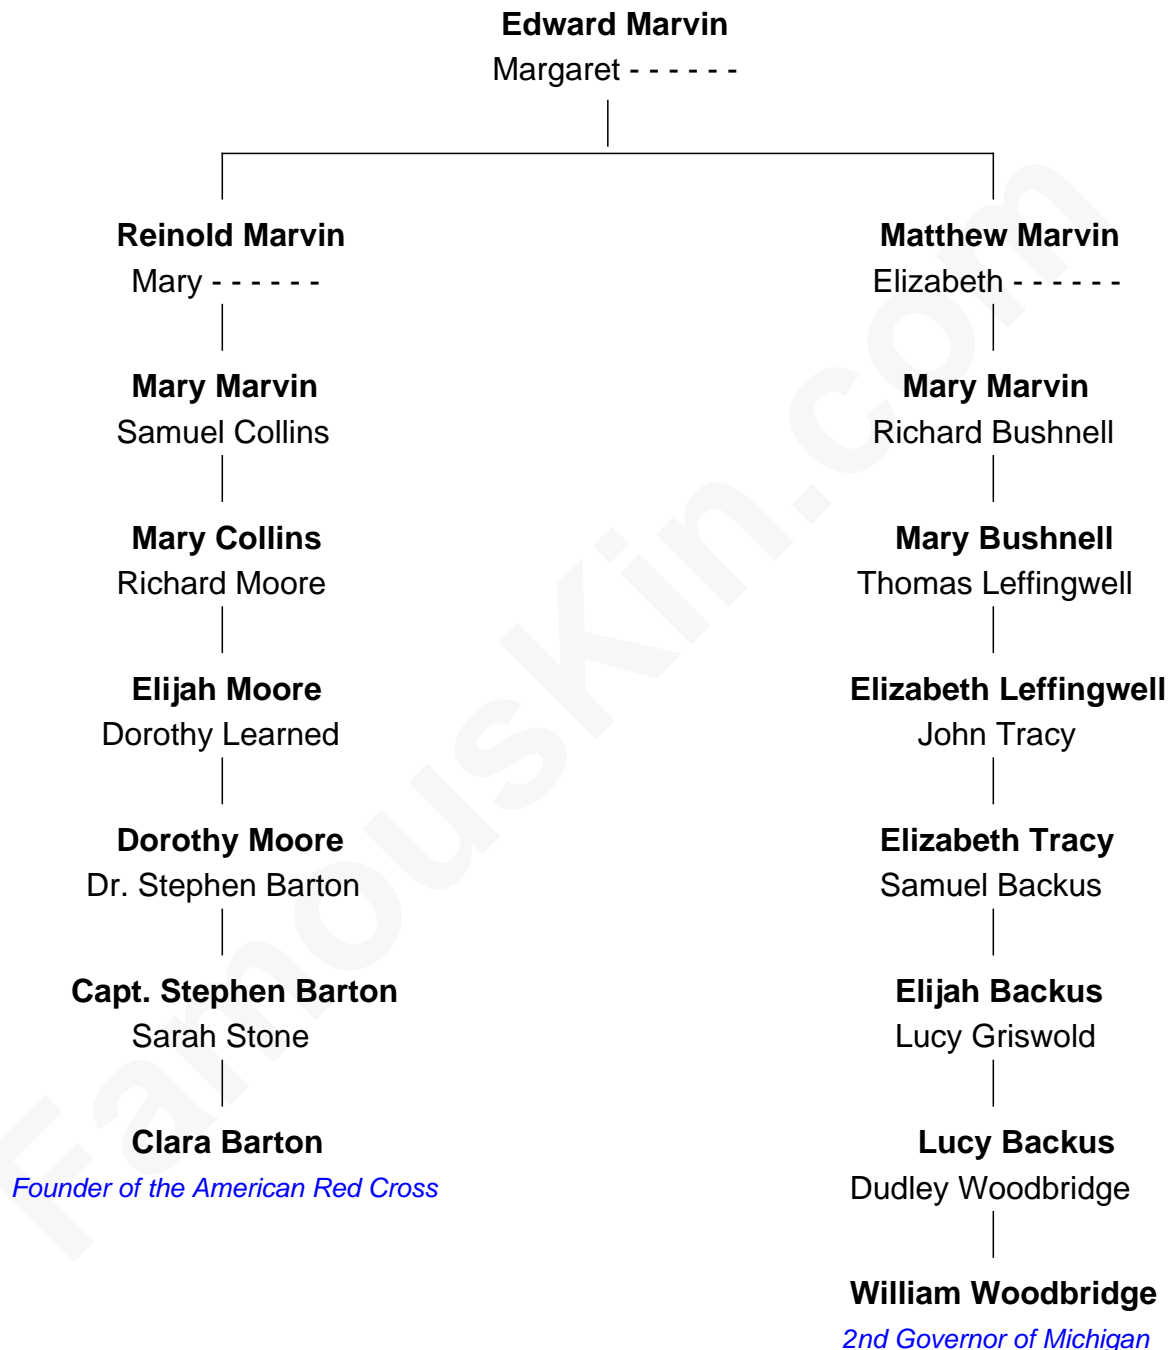 Edward Marvin
Margaret - - - - - -
Reinold Marvin
Mary - - - - - -
Matthew Marvin
Elizabeth - - - - - -
Mary Marvin
Samuel Collins
Mary Marvin
Richard Bushnell
Mary Collins
Richard Moore
Mary Bushnell
Thomas Leffingwell
Elijah Moore
Dorothy Learned
Elizabeth Leffingwell
John Tracy
Dorothy Moore
Dr. Stephen Barton
Elizabeth Tracy
Samuel Backus
Capt. Stephen Barton
Sarah Stone
Elijah Backus
Lucy Griswold
Clara Barton
Founder of the American Red Cross
Lucy Backus
Dudley Woodbridge
William Woodbridge
2nd Governor of Michigan
FamousKin.com